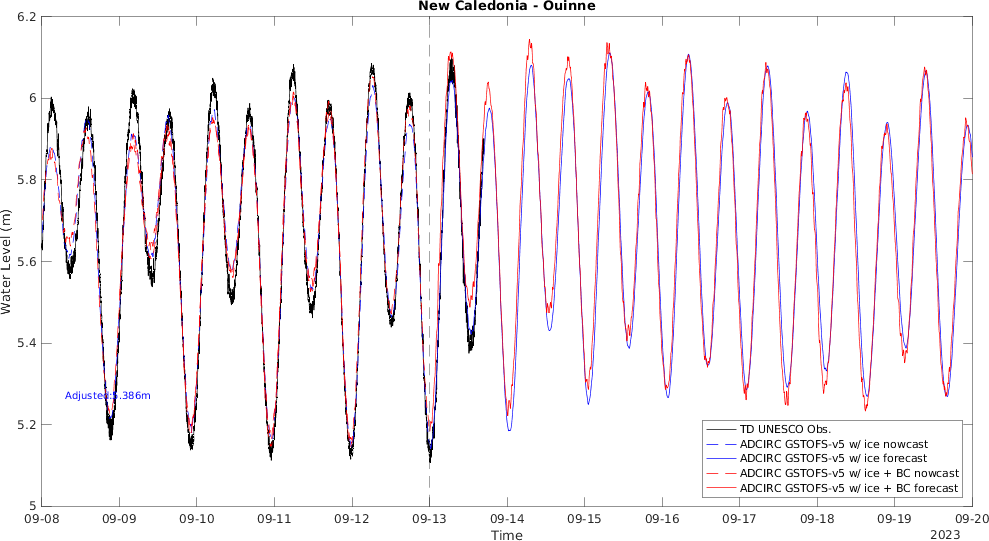 New Caledonia - Ouinne
6.2
6
5.8
5.6
5.4
5.2
5
Water Level (m)
Adjusted:5.386m
TD UNESCO Obs.
ADCIRC GSTOFS-v5 w/ ice nowcast
ADCIRC GSTOFS-v5 w/ ice forecast
ADCIRC GSTOFS-v5 w/ ice + BC nowcast
ADCIRC GSTOFS-v5 w/ ice + BC forecast
09-08 09-09 09-10 09-11 09-12 09-13 09-14 09-15 09-16 09-17 09-18 09-19 09-20
Time
2023